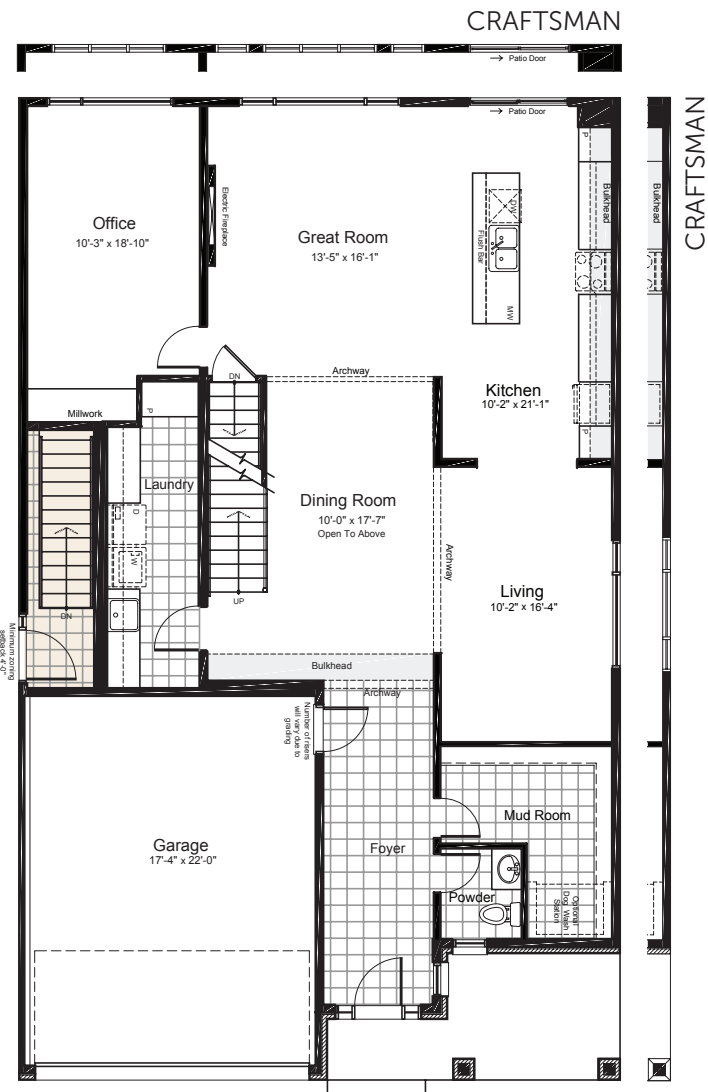 CRAFTSMAN
→ Patio Door
→ Patio Door
CRAFTSMAN
P
Bulkhead
Bulkhead
Electric Fireplace
Office
10'-3" x 18'-10"
Great Room
13'-5" x 16'-1"
DW
Flush Bar
MW
DN
Archway
Kitchen
10'-2" x 21'-1"
Millwork
P
P
Laundry
D
W
Dining Room
10'-0" x 17'-7"
Open To Above
Archway
Living
10'-2" x 16'-4"
UP
DN
Minimum zoning
setback 4'-0"
Bulkhead
Archway
Number of risers
will vary due to
grading
Mud Room
Garage
17'-4" x 22'-0"
Foyer
Powder
Optional
Dog Wash
Station